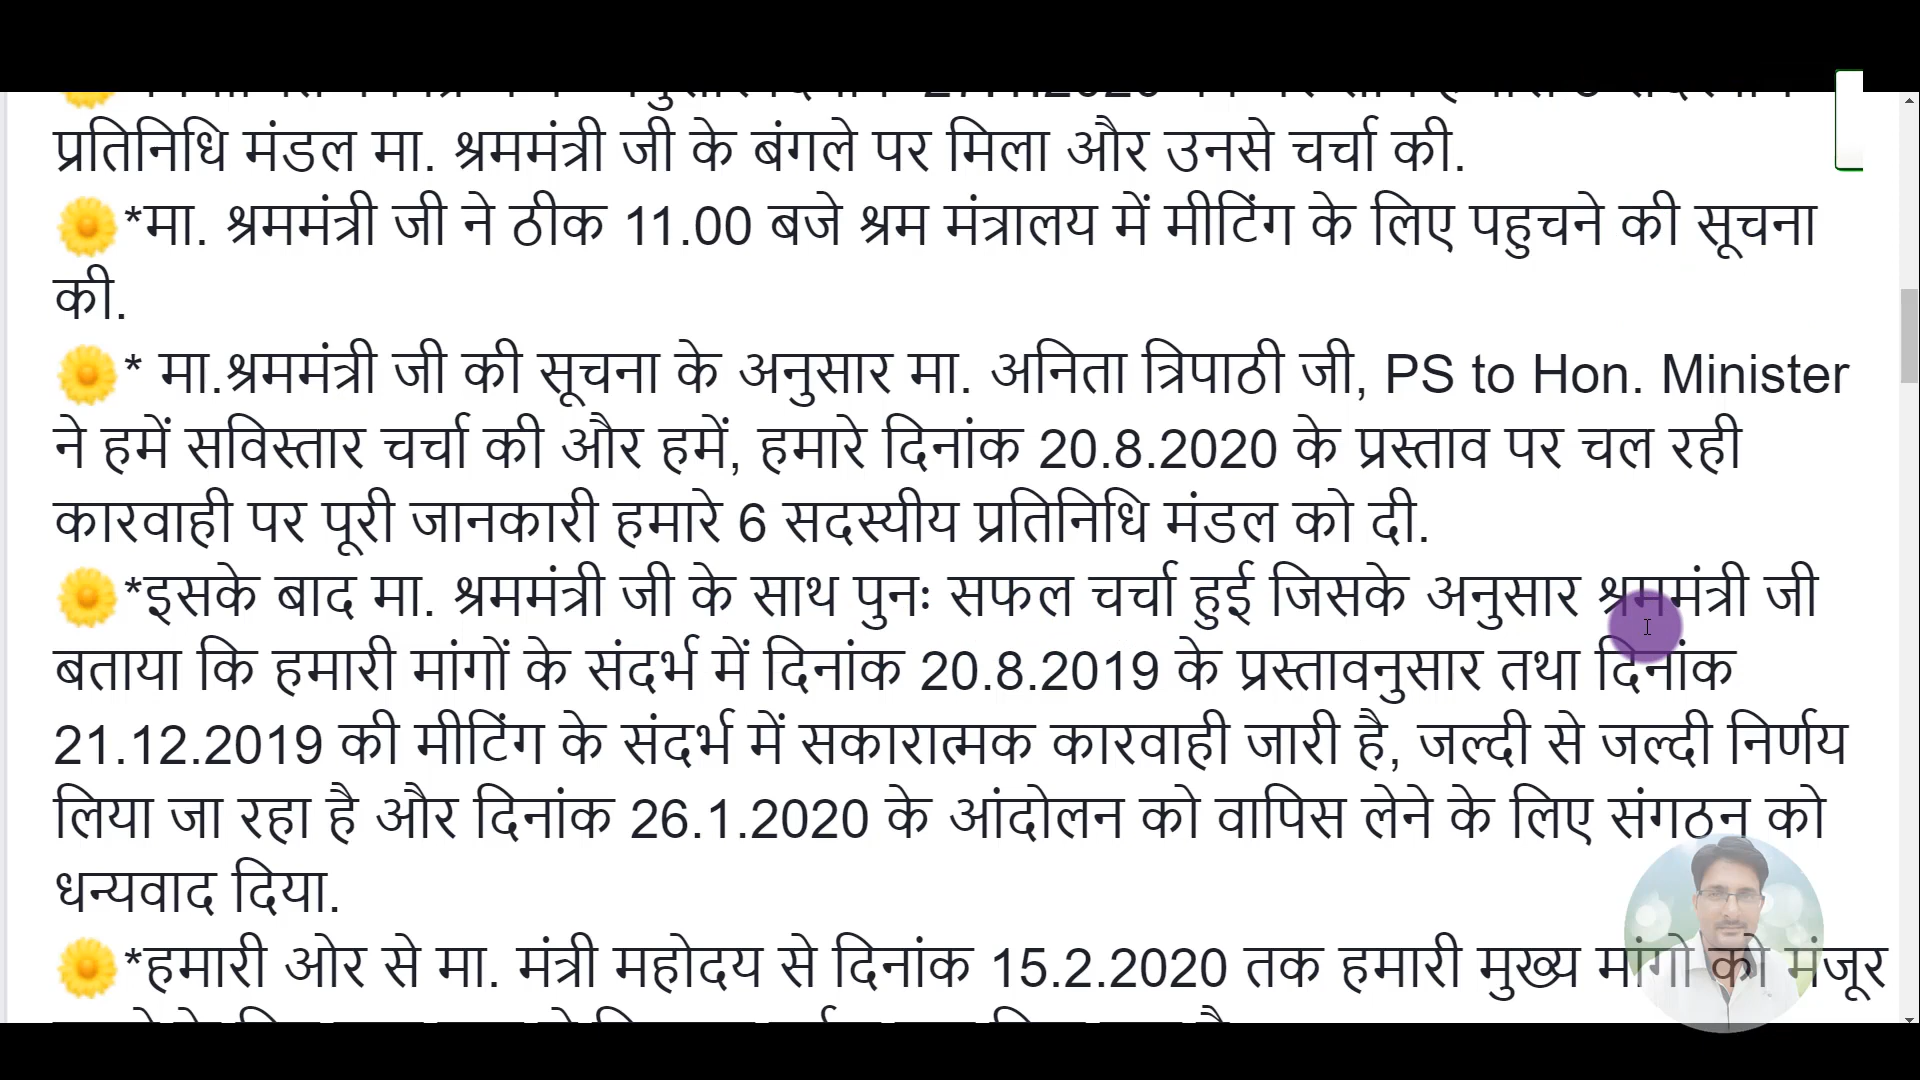 प्रतिनिधि मंडल मा. श्रममंत्री जी के बंगले पर मिला और उनसे चर्चा की.
*मा. श्रममंत्री जी ने ठीक 11.00 बजे श्रम मंत्रालय में मीटिंग के लिए पहुचने की सूचना
की.
* मा.श्रममंत्री जी की सूचना के अनुसार मा. अनिता त्रिपाठी जी, PS to Hon. Minister
ने हमें सविस्तार चर्चा की और हमें, हमारे दिनांक 20.8.2020 के प्रस्ताव पर चल रही
कारवाही पर पूरी जानकारी हमारे 6 सदस्यीय प्रतिनिधि मंडल को दी.
*इसके बाद मा. श्रममंत्री जी के साथ पुनः सफल चर्चा हुई जिसके अनुसार श्रममंत्री जी
बताया कि हमारी मांगों के संदर्भ में दिनांक 20.8.2019 के प्रस्तावनुसार तथा दिनांक
21.12.2019 की मीटिंग के संदर्भ में सकारात्मक कारवाही जारी है, जल्दी से जल्दी निर्णय
लिया जा रहा है और दिनांक 26.1.2020 के आंदोलन को वापिस लेने के लिए संगठन को
धन्यवाद दिया.
*हमारी ओर से मा. मंत्री महोदय से दिनांक 15.2.2020 तक हमारी मुख्य मांगो को मंजूर